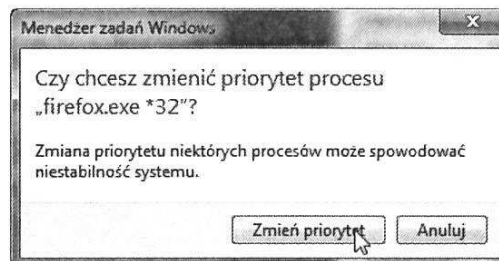 Menedżer zadań Windows
Czy chcesz zmienić priorytet procesu
„firefox.exe *32"?
Zmiana priorytetu niektórych procesów może spowodować
niestabilność systemu.
Zmień priorytet Anuluj